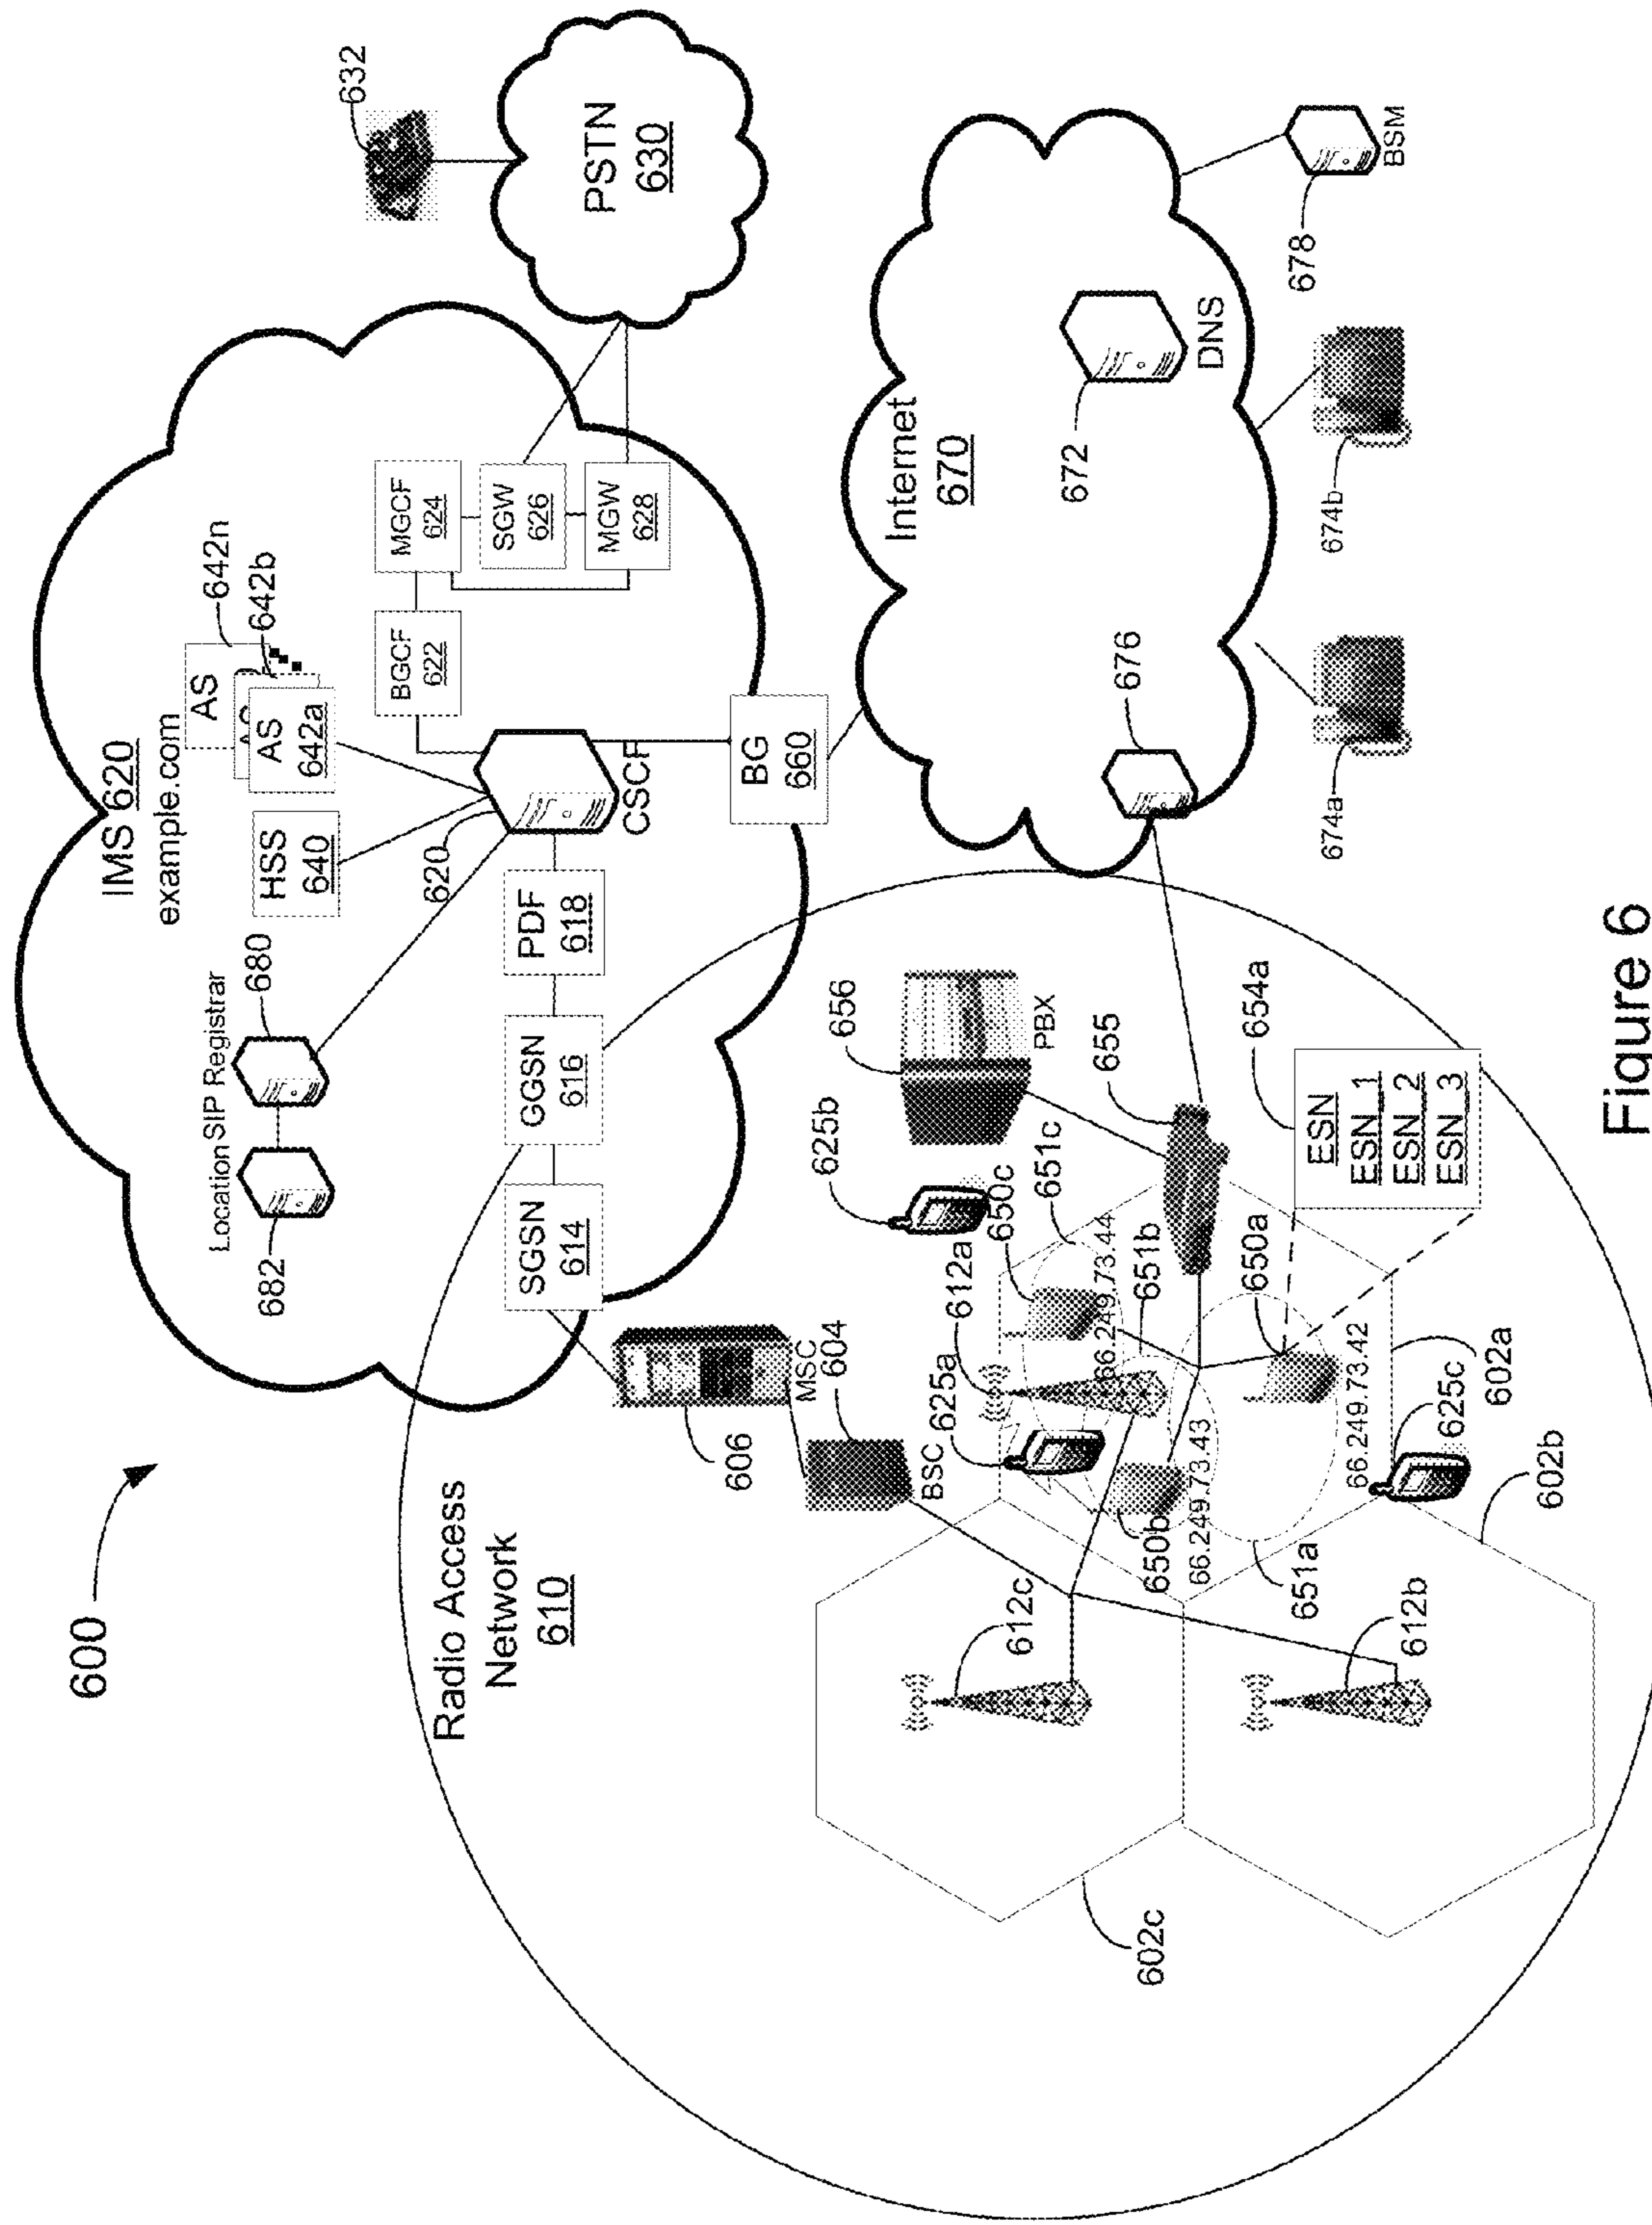 600
IMS 620
example.com
Location
SIP Registrar
680
682
HSS
640
AS
642n
642b
AS
642a
620
CSCF
BGCF
622
MGCF
624
SGW
626
MGW
628
PDF
618
GGSN
616
SGSN
614
BG
660
632
PSTN
630
Radio Access
Network
610
606
MSC
604
BSC
625b
656
PBX
655
612a
650c
651c
66.249.73.44
651b
625a
650b
66.249.73.43
650a
66.249.73.42
651a
654a
ESN
ESN_1
ESN_2
ESN_3
602a
625c
602b
612c
612b
602c
Internet
670
672
DNS
676
674a
674b
678
BSM
Figure 6